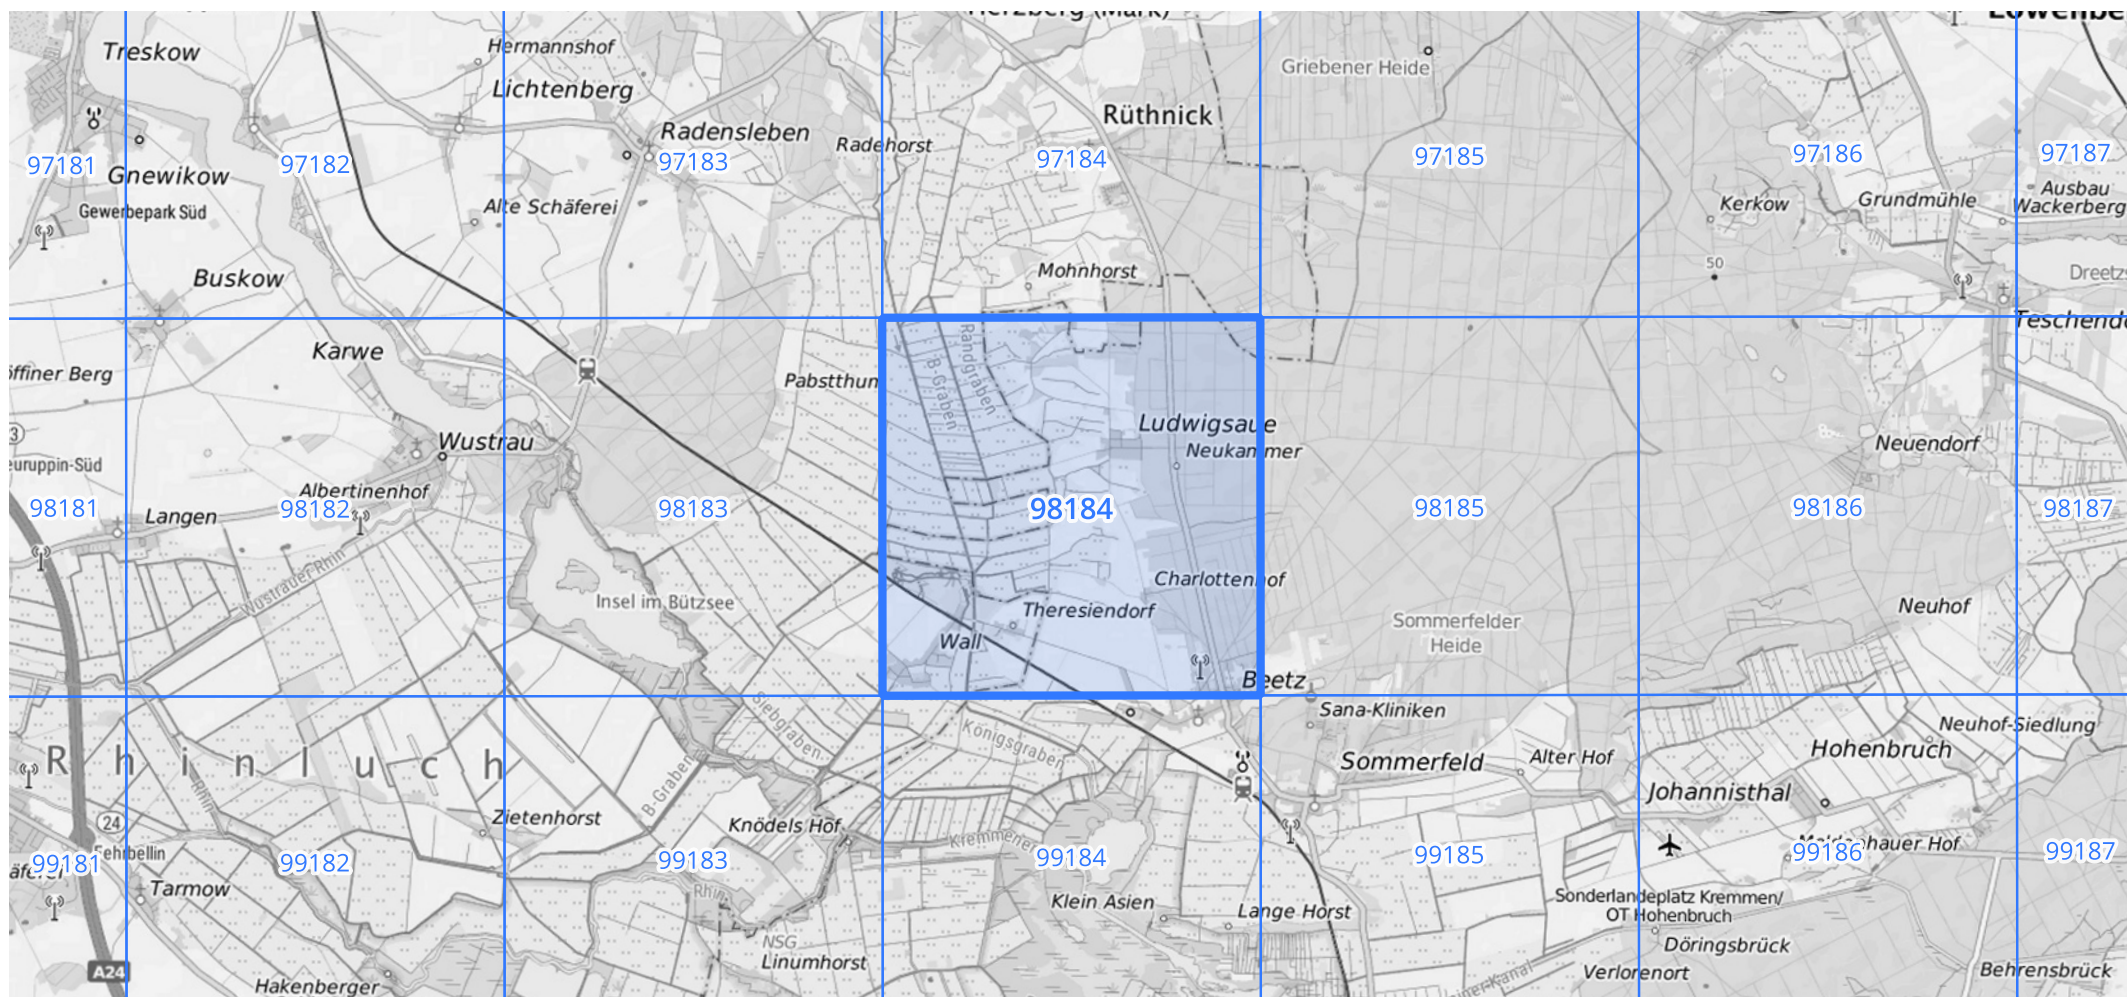 Treskow
Hermannshof
Griebener Heide
Lichtenberg
Rüthnick
Radensleben
Radehorst
97181
97182
97183
97184
97185
97186
97187
Gnewikow
Gewerbepark Süd
Alte Schäferei
Kerkow
Grundmühle
Ausbau
Wackerberg
Buskow
Mohnhorst
50
Karwe
Pabstthum
Randgraben
B-Graben
Ludwigsaue
Neukammer
Wustrau
Neuendorf
Albertinenhof
Langen
98181
98182
98183
98184
98185
98186
98187
Wustrauer Rhin
Insel im Bützsee
Charlottenhof
Theresiendorf
Wall
Sommerfelder
Heide
Neuhof
Beetz
Sana-Kliniken
Siebgraben
Königsgraben
Neuhof-Siedlung
Hohenbruch
Rhinluch
Rhin
B-Graben
Sommerfeld
Alter Hof
Johannisthal
24
Fehrbellin
Zietenhorst
Knödels Hof
Kremmener
99181
99182
99183
99184
99185
99186
99187
Tarmow
Rhin
Klein Asien
Lange Horst
Sonderlandeplatz Kremmen/
OT Hohenbruch
NSG
Linumhorst
Döringsbrück
Verlorenort
Behrensbrück
A24
Hakenberger